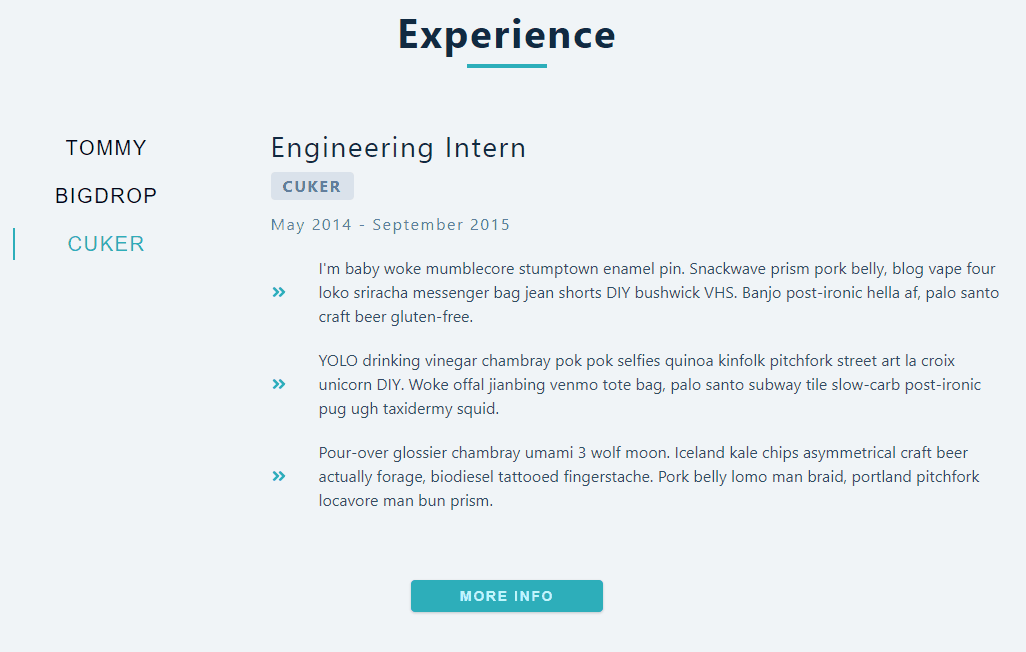 Experience
TOMMY
BIGDROP
CUKER
Engineering Intern
CUKER
May 2014 - September 2015
I'm baby woke mumblecore stumptown enamel pin. Snackwave prism pork belly, blog vape four
loko sriracha messenger bag jean shorts DIY bushwick VHS. Banjo post-ironic hella af, palo santo
craft beer gluten-free.
YOLO drinking vinegar chambray pok pok selfies quinoa kinfolk pitchfork street art la croix
unicorn DIY. Woke offal jianbing venmo tote bag, palo santo subway tile slow-carb post-ironic
pug ugh taxidermy squid.
Pour-over glossier chambray umami 3 wolf moon. Iceland kale chips asymmetrical craft beer
actually forage, biodiesel tattooed fingerstache. Pork belly lomo man braid, portland pitchfork
locavore man bun prism.
MORE INFO